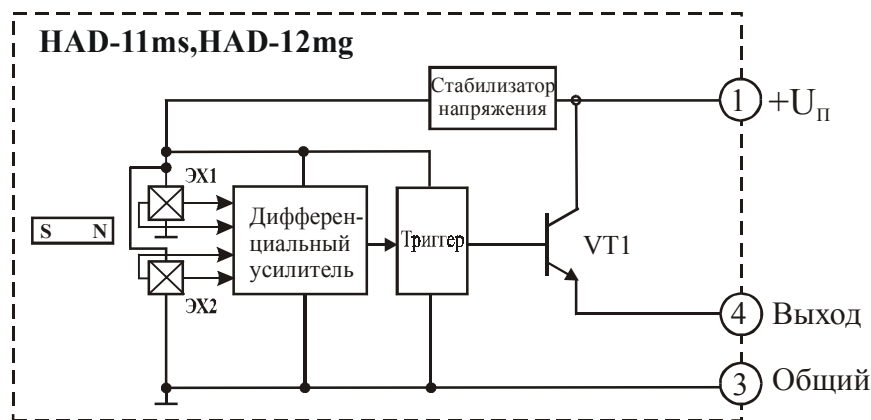 HAD-11ms,HAD-12mg
Стабилизатор
напряжения
1 +Uп
ЭХ1
S N
Дифферен-
циальный
усилитель
Триггер
VT1
ЭХ2
4 Выход
3 Общий